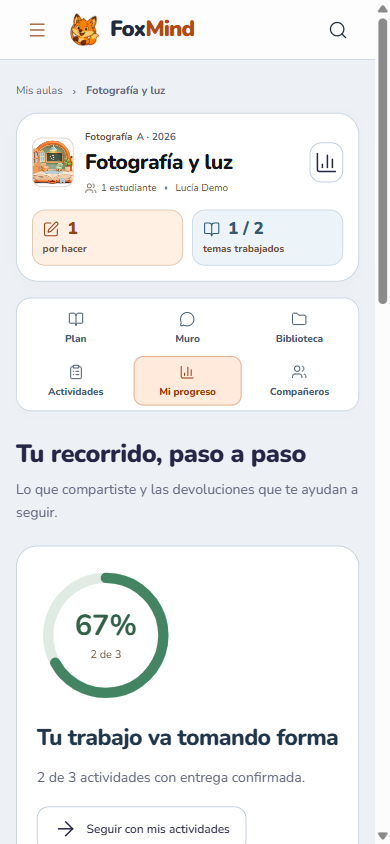 FoxMind
Mis aulas › Fotografía y luz
Fotografía A · 2026
Fotografía y luz
1 estudiante • Lucía Demo
1
por hacer
1 / 2
temas trabajados
Plan
Muro
Biblioteca
Actividades
Mi progreso
Compañeros
Tu recorrido, paso a paso
Lo que compartiste y las devoluciones que te ayudan a
seguir.
67%
2 de 3
Tu trabajo va tomando forma
2 de 3 actividades con entrega confirmada.
Seguir con mis actividades